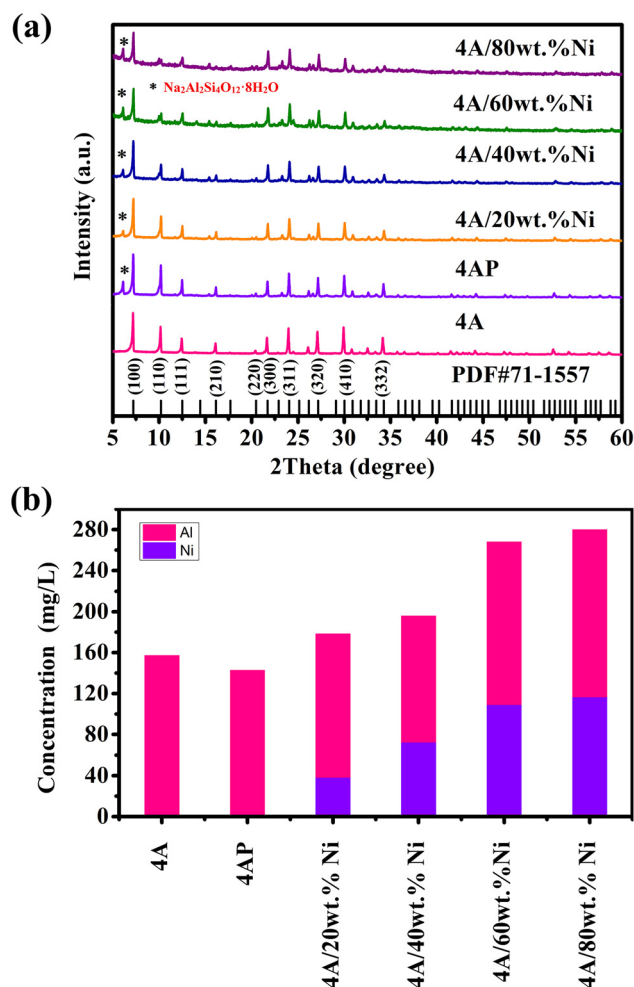 (a)
4A/80wt.%Ni
* Na₂Al₂Si₄O₁₂·8H₂O
*
4A/60wt.%Ni
*
4A/40wt.%Ni
*
4A/20wt.%Ni
*
4AP
*
4A
(100) (110) (111) (210) (220) (300) (311) (320) (410) (332)
PDF#71-1557
Intensity (a.u.)
5 10 15 20 25 30 35 40 45 50 55 60
2Theta (degree)
(b)
Al
Ni
280
240
200
160
120
80
40
0
Concentration (mg/L)
4A
4AP
4A/20wt.% Ni
4A/40wt.% Ni
4A/60wt.%Ni
4A/80wt.% Ni